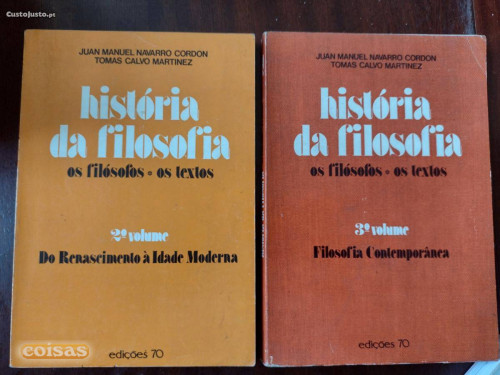 CustoJusto.pt
JUAN MANUEL NAVARRO CORDON
TOMAS CALVO MARTINEZ
história
da filosofia
os filósofos • os textos
2º volume
Do Renascimento à Idade Moderna
edições 70
coisas
JUAN MANUEL NAVARRO CORDON
TOMAS CALVO MARTINEZ
história
da filosofia
os filósofos • os textos
3º volume
Filosofia Contemporânea
edições 70